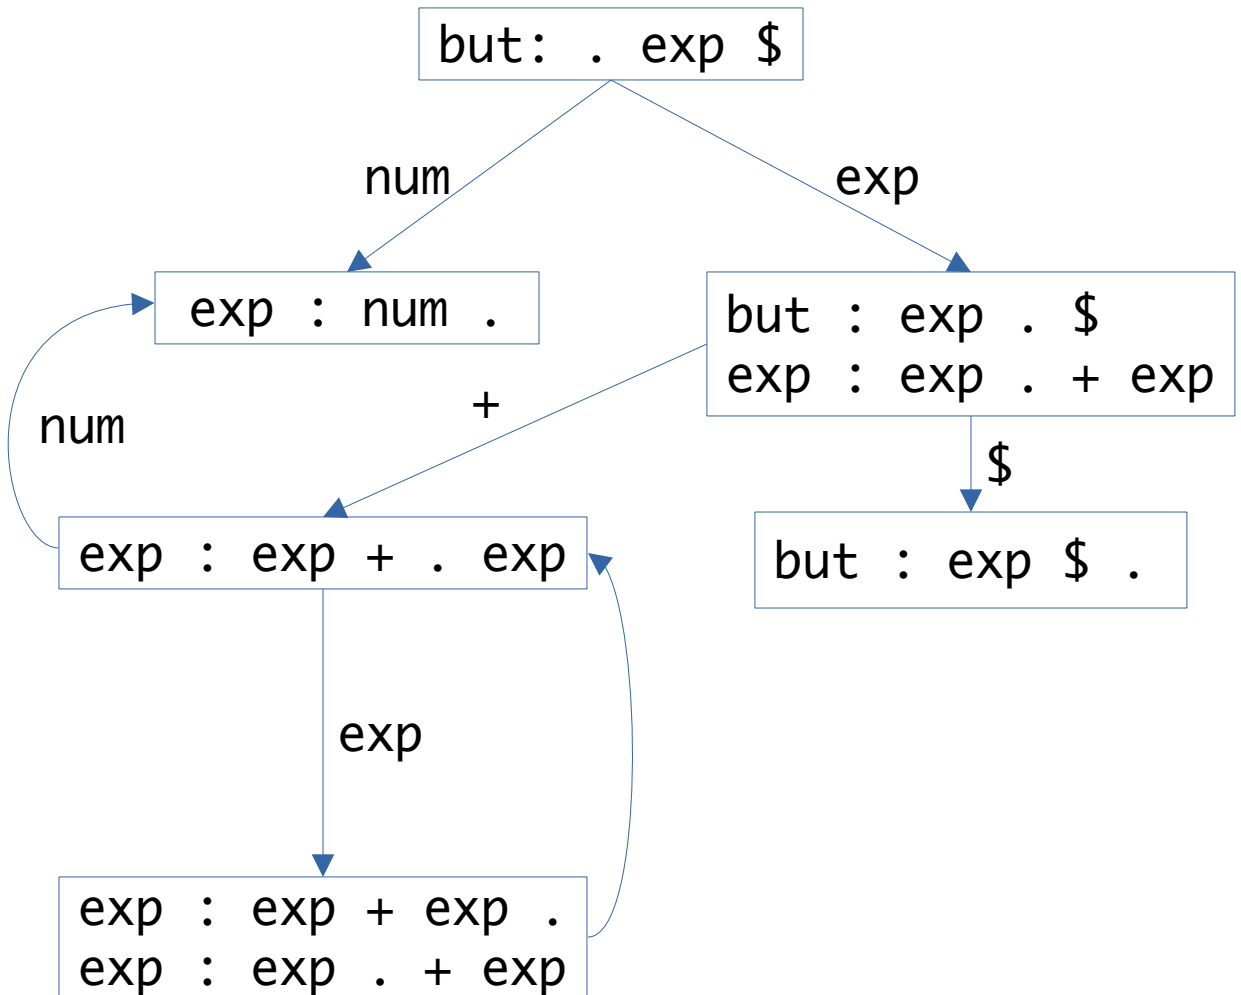 but: . exp $
num
exp
exp : num .
but : exp . $
exp : exp . + exp
+
num
$
exp : exp + . exp
but : exp $ .
exp
exp : exp + exp .
exp : exp . + exp